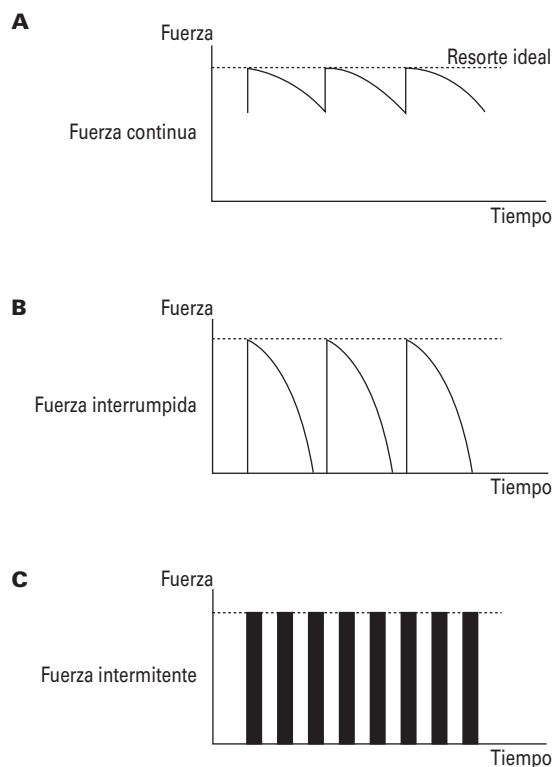 A
Fuerza
Resorte ideal
Fuerza continua
Tiempo
B
Fuerza
Fuerza interrumpida
Tiempo
C
Fuerza
Fuerza intermitente
Tiempo